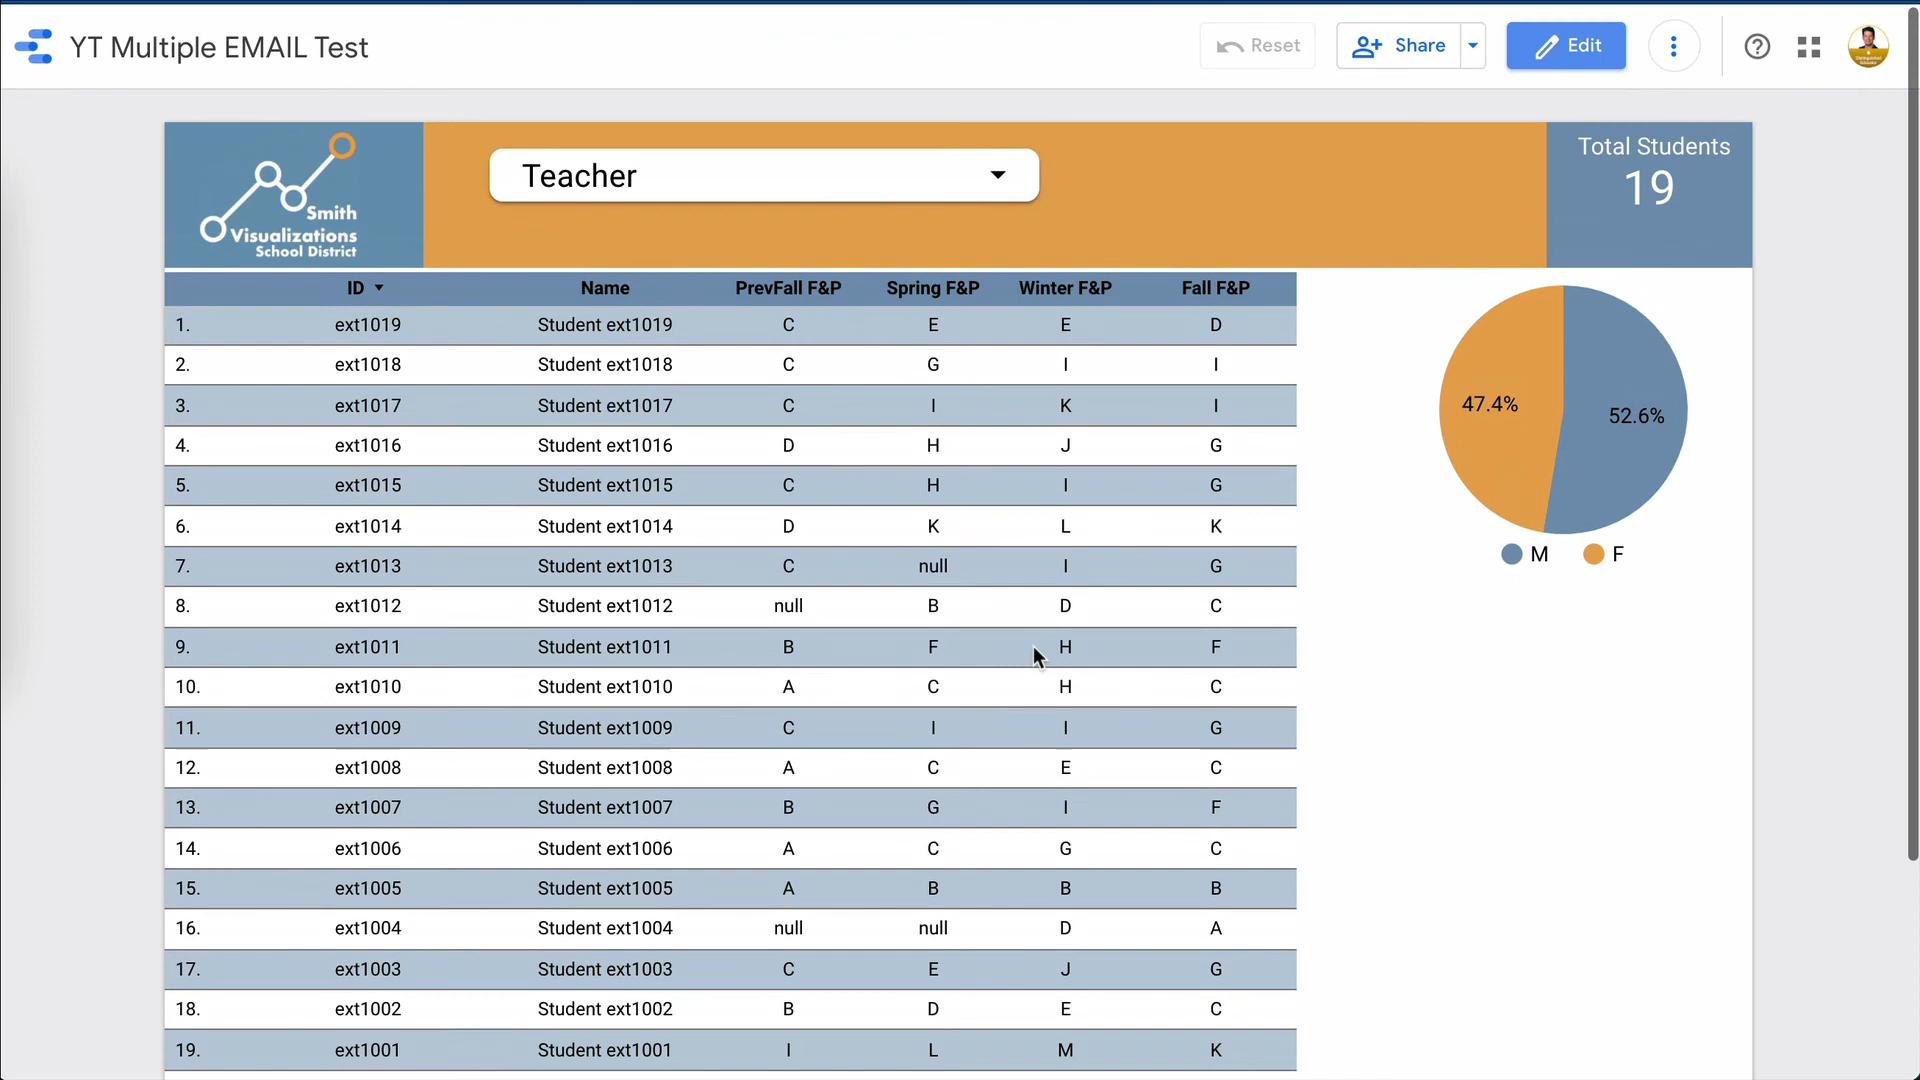 YT Multiple EMAIL Test
Reset
Share
Edit
Smith
Visualizations
School District
Teacher
Total Students
19
ID Name PrevFall F&P Spring F&P Winter F&P Fall F&P
1. ext1019 Student ext1019 C E E D
2. ext1018 Student ext1018 C G I I
3. ext1017 Student ext1017 C I K I
4. ext1016 Student ext1016 D H J G
5. ext1015 Student ext1015 C H I G
6. ext1014 Student ext1014 D K L K
7. ext1013 Student ext1013 C null I G
8. ext1012 Student ext1012 null B D C
9. ext1011 Student ext1011 B F H F
10. ext1010 Student ext1010 A C H C
11. ext1009 Student ext1009 C I I G
12. ext1008 Student ext1008 A C E C
13. ext1007 Student ext1007 B G I F
14. ext1006 Student ext1006 A C G C
15. ext1005 Student ext1005 A B B B
16. ext1004 Student ext1004 null null D A
17. ext1003 Student ext1003 C E J G
18. ext1002 Student ext1002 B D E C
19. ext1001 Student ext1001 I L M K
47.4%
52.6%
M F